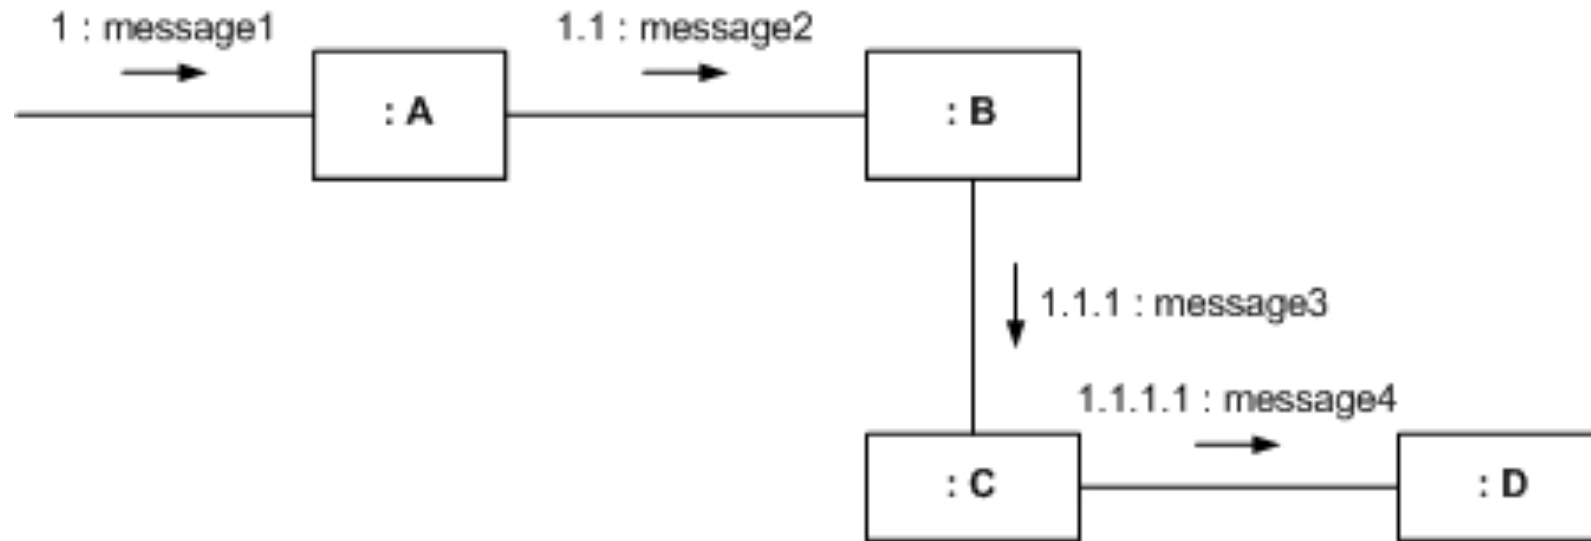 1 : message1
1.1 : message2
: A
: B
1.1.1 : message3
1.1.1.1 : message4
: C
: D